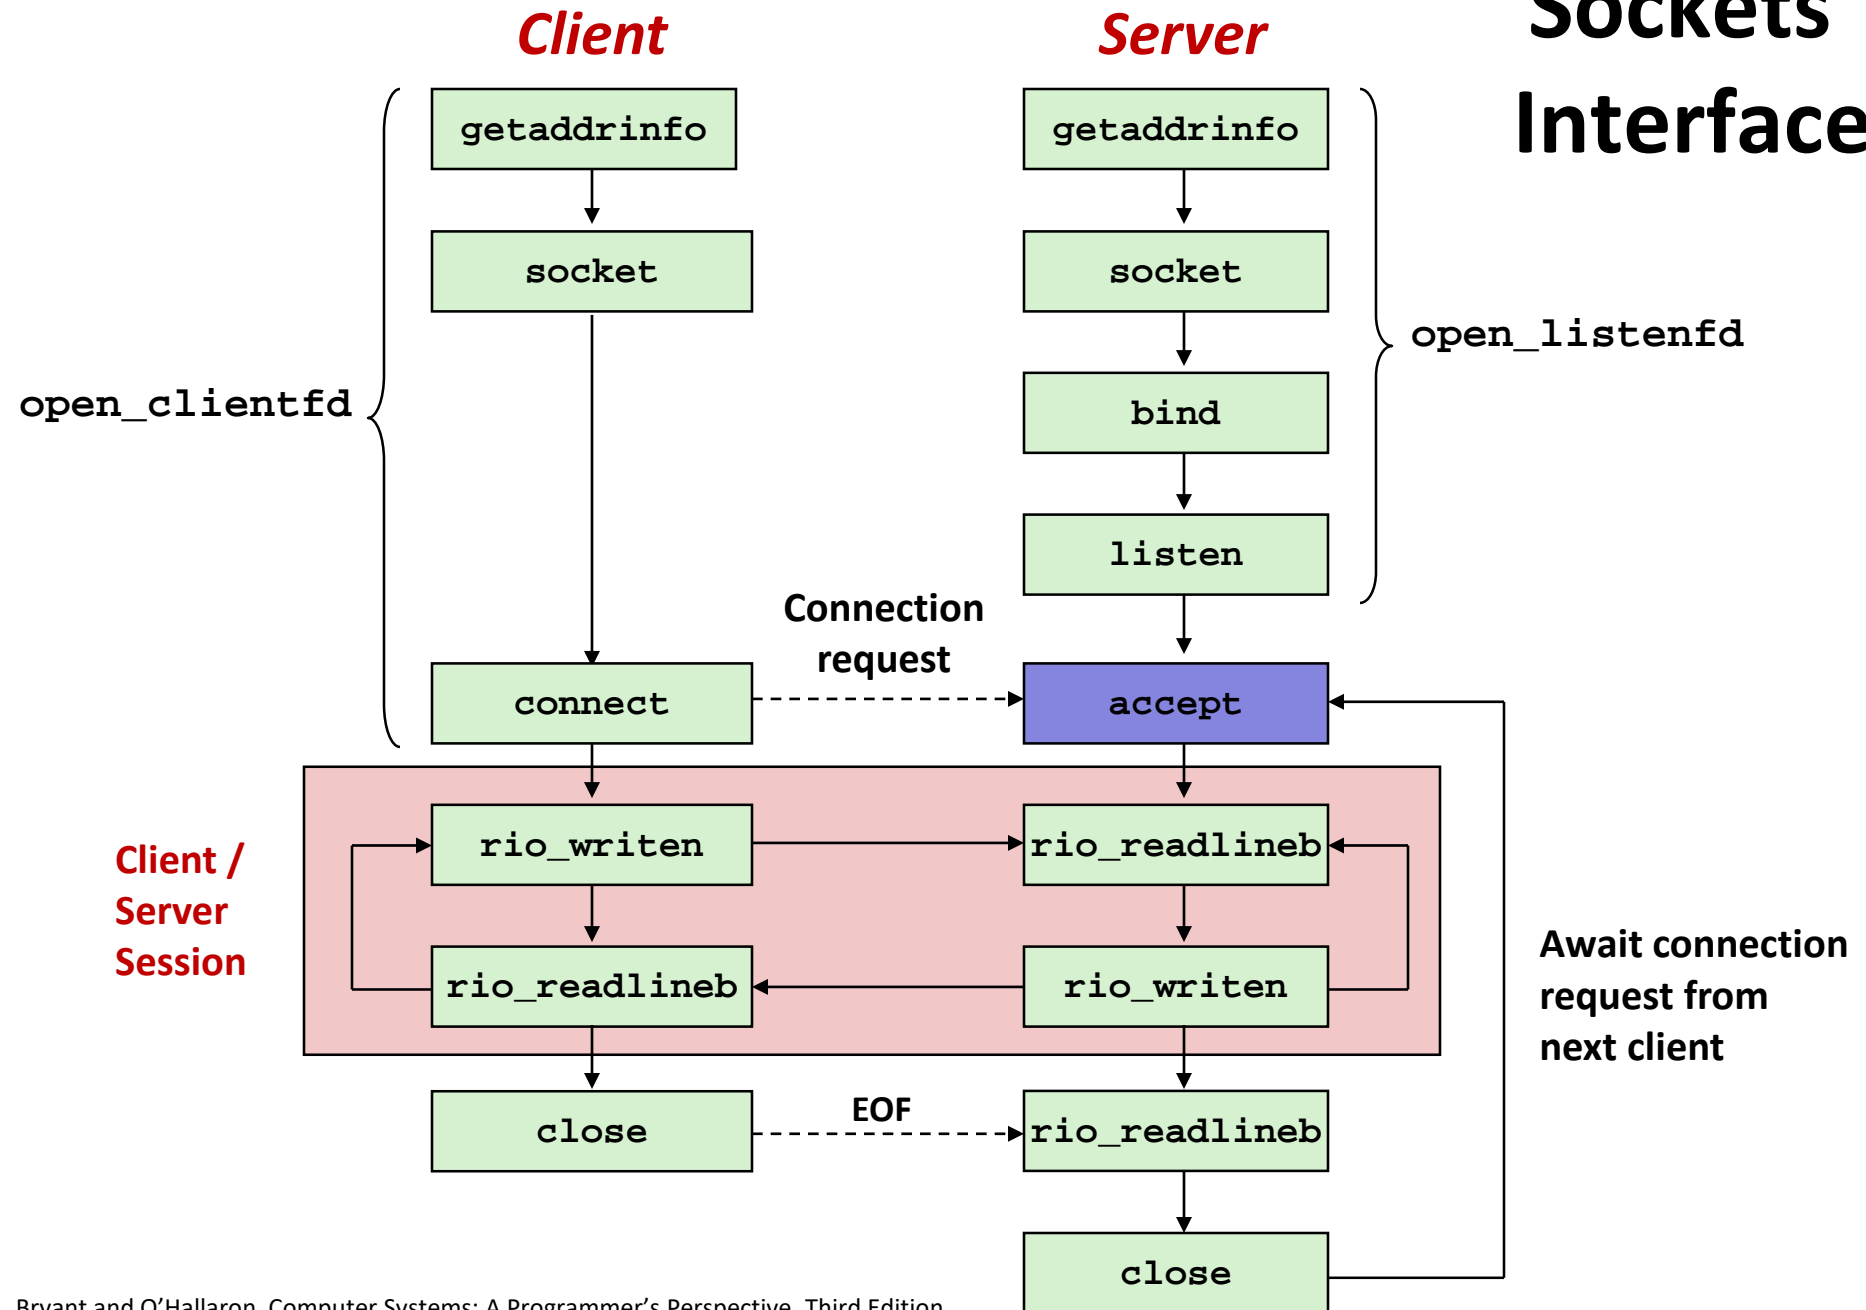 Sockets
Interface
Client
Server
getaddrinfo
getaddrinfo
socket
socket
open_listenfd
open_clientfd
bind
listen
Connection
request
connect
accept
Client /
Server
Session
rio_writen
rio_readlineb
rio_readlineb
rio_writen
Await connection
request from
next client
close
EOF
rio_readlineb
close
Bryant and O'Hallaron, Computer Systems: A Programmer's Perspective, Third Edition